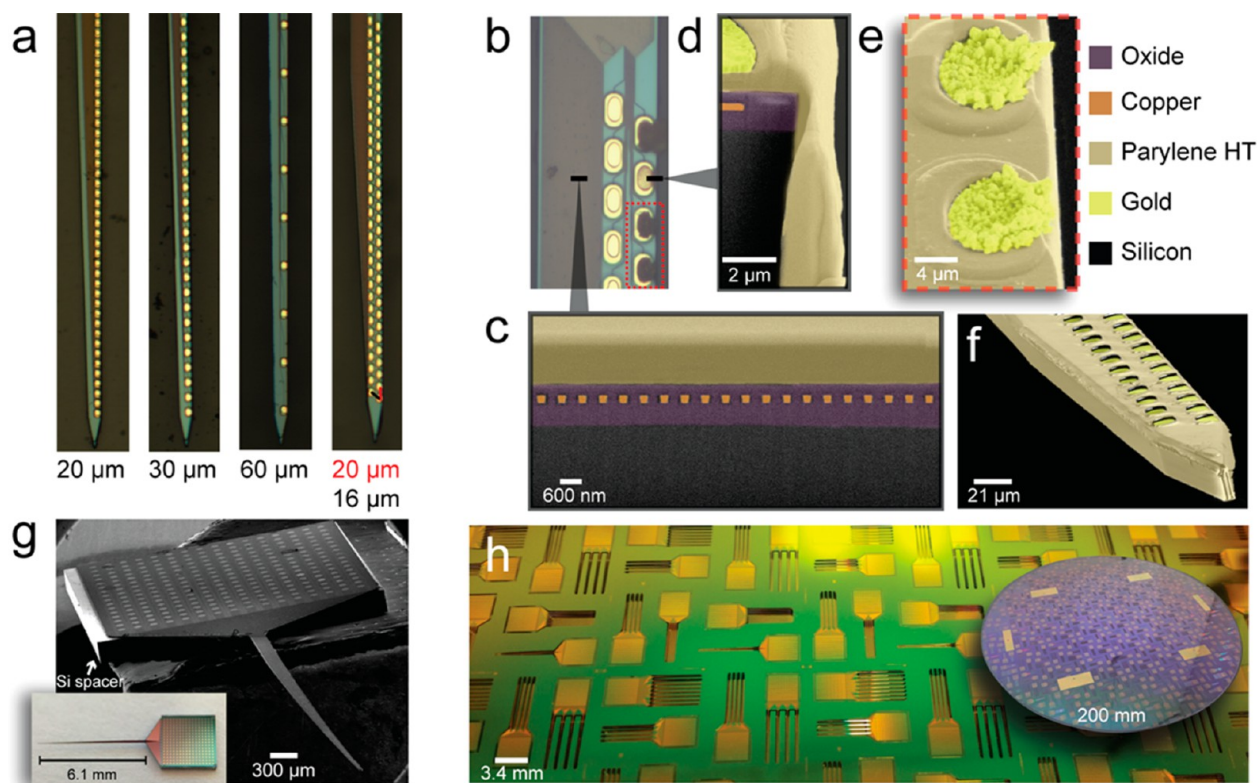 a
20 µm
30 µm
60 µm
20 µm
16 µm
b
d
2 µm
e
4 µm
Oxide
Copper
Parylene HT
Gold
Silicon
c
600 nm
f
21 µm
g
Si spacer
6.1 mm
300 µm
h
3.4 mm
200 mm